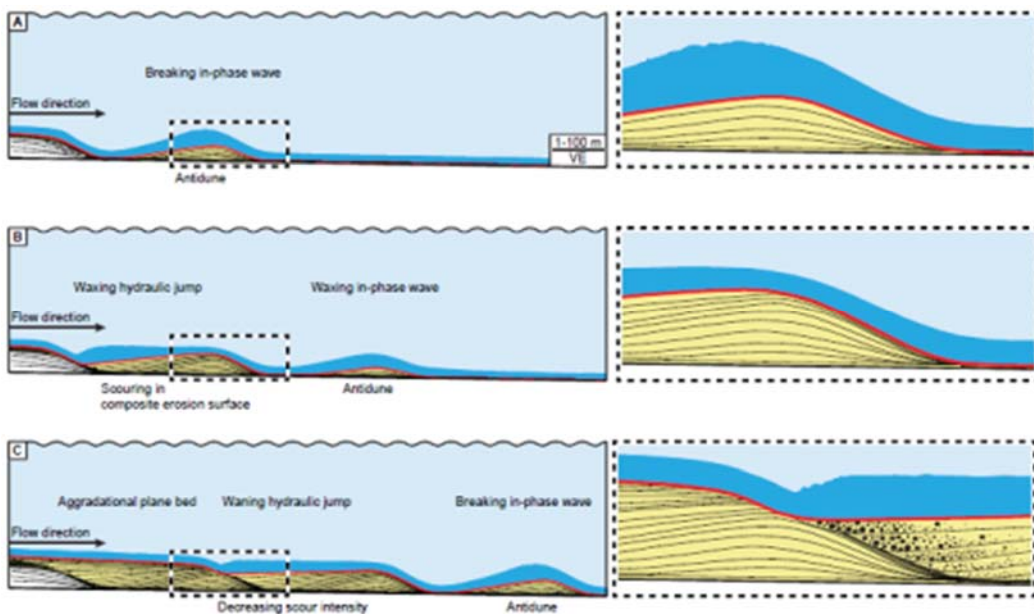 A
Breaking in-phase wave
Flow direction
1-100 m
VE
Antidune
B
Waxing hydraulic jump
Waxing in-phase wave
Flow direction
Scouring in
composite erosion surface
Antidune
C
Aggradational plane bed
Waning hydraulic jump
Breaking in-phase wave
Flow direction
Decreasing scour intensity
Antidune